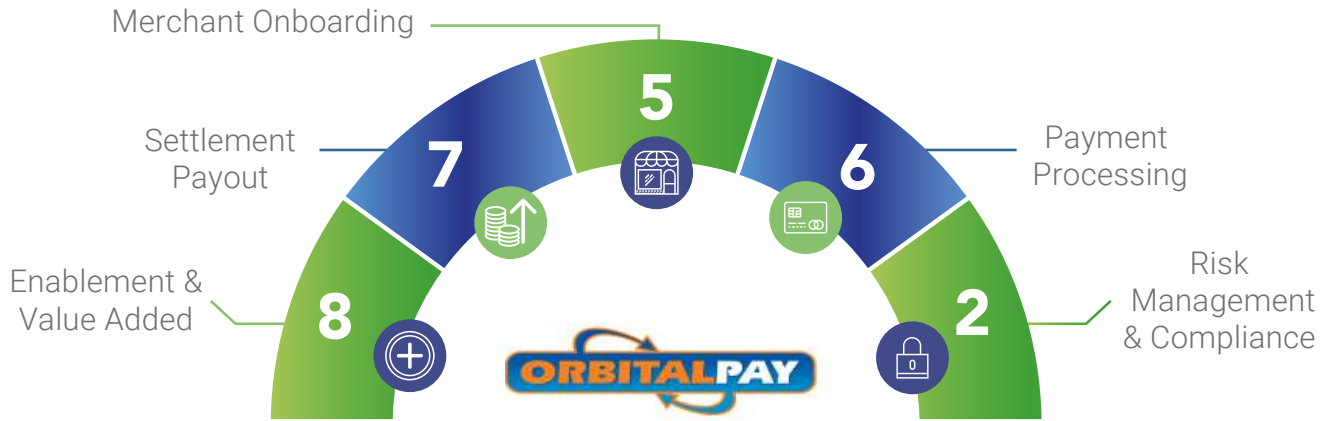 Merchant Onboarding
5
Settlement
Payout
7
6
Payment
Processing
Enablement &
Value Added
8
2
Risk
Management
& Compliance
0
ORBITALPAY